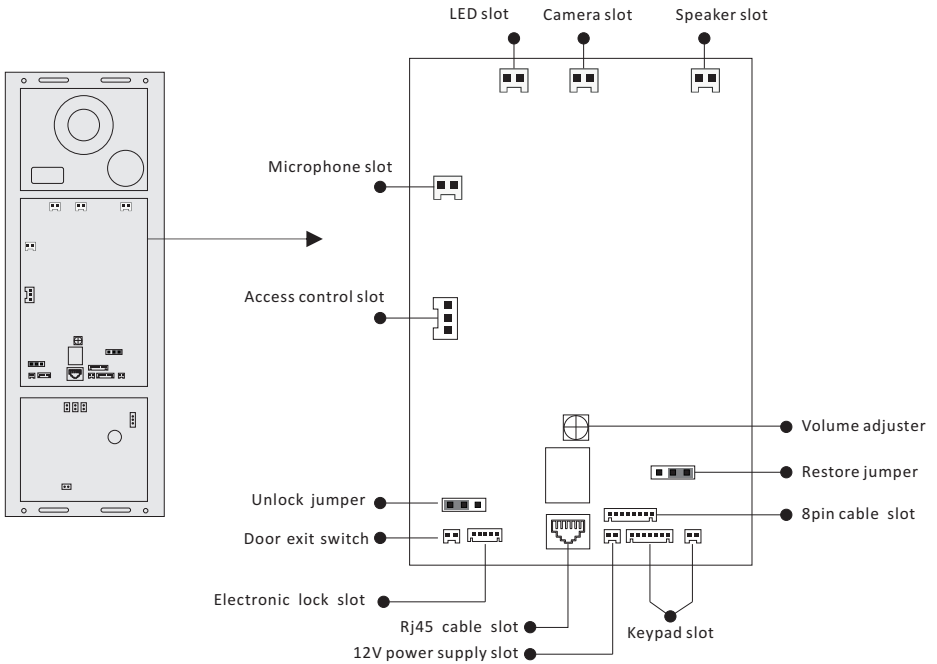 LED slot
Camera slot
Speaker slot
Microphone slot
Access control slot
Volume adjuster
Restore jumper
Unlock jumper
8pin cable slot
Door exit switch
Electronic lock slot
Rj45 cable slot
Keypad slot
12V power supply slot